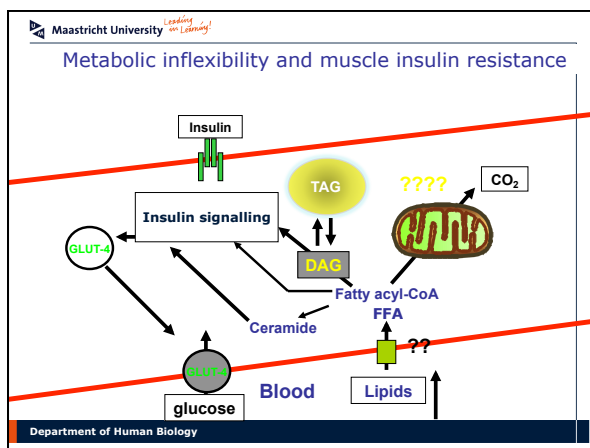 Maastricht University
Leading
in Learning!
Metabolic inflexibility and muscle insulin resistance
Insulin
TAG
????
CO₂
Insulin signalling
GLUT-4
DAG
Fatty acyl-CoA
FFA
Ceramide
??
GLUT-4
glucose
Blood
Lipids
Department of Human Biology